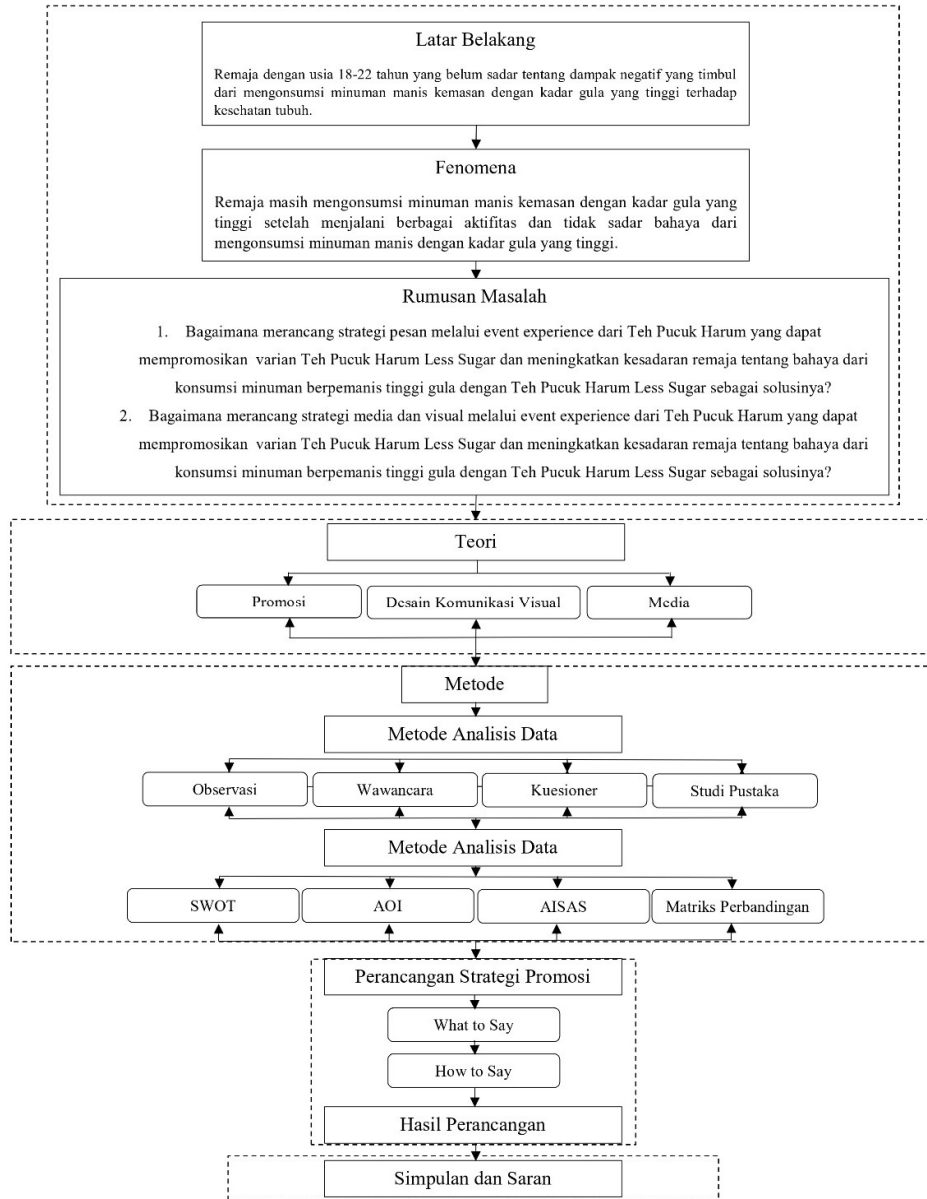 Latar Belakang
Remaja dengan usia 18-22 tahun yang belum sadar tentang dampak negatif yang timbul
dari mengonsumsi minuman manis kemasan dengan kadar gula yang tinggi terhadap
kesehatan tubuh.
Fenomena
Remaja masih mengonsumsi minuman manis kemasan dengan kadar gula yang
tinggi setelah menjalani berbagai aktifitas dan tidak sadar bahaya dari
mengonsumsi minuman manis dengan kadar gula yang tinggi.
Rumusan Masalah
1. Bagaimana merancang strategi pesan melalui event experience dari Teh Pucuk Harum yang dapat
mempromosikan varian Teh Pucuk Harum Less Sugar dan meningkatkan kesadaran remaja tentang bahaya dari
konsumsi minuman berpemanis tinggi gula dengan Teh Pucuk Harum Less Sugar sebagai solusinya?
2. Bagaimana merancang strategi media dan visual melalui event experience dari Teh Pucuk Harum yang dapat
mempromosikan varian Teh Pucuk Harum Less Sugar dan meningkatkan kesadaran remaja tentang bahaya dari
konsumsi minuman berpemanis tinggi gula dengan Teh Pucuk Harum Less Sugar sebagai solusinya?
Teori
Promosi
Desain Komunikasi Visual
Media
Metode
Metode Analisis Data
Observasi
Wawancara
Kuesioner
Studi Pustaka
Metode Analisis Data
SWOT
AOI
AISAS
Matriks Perbandingan
Perancangan Strategi Promosi
What to Say
How to Say
Hasil Perancangan
Simpulan dan Saran